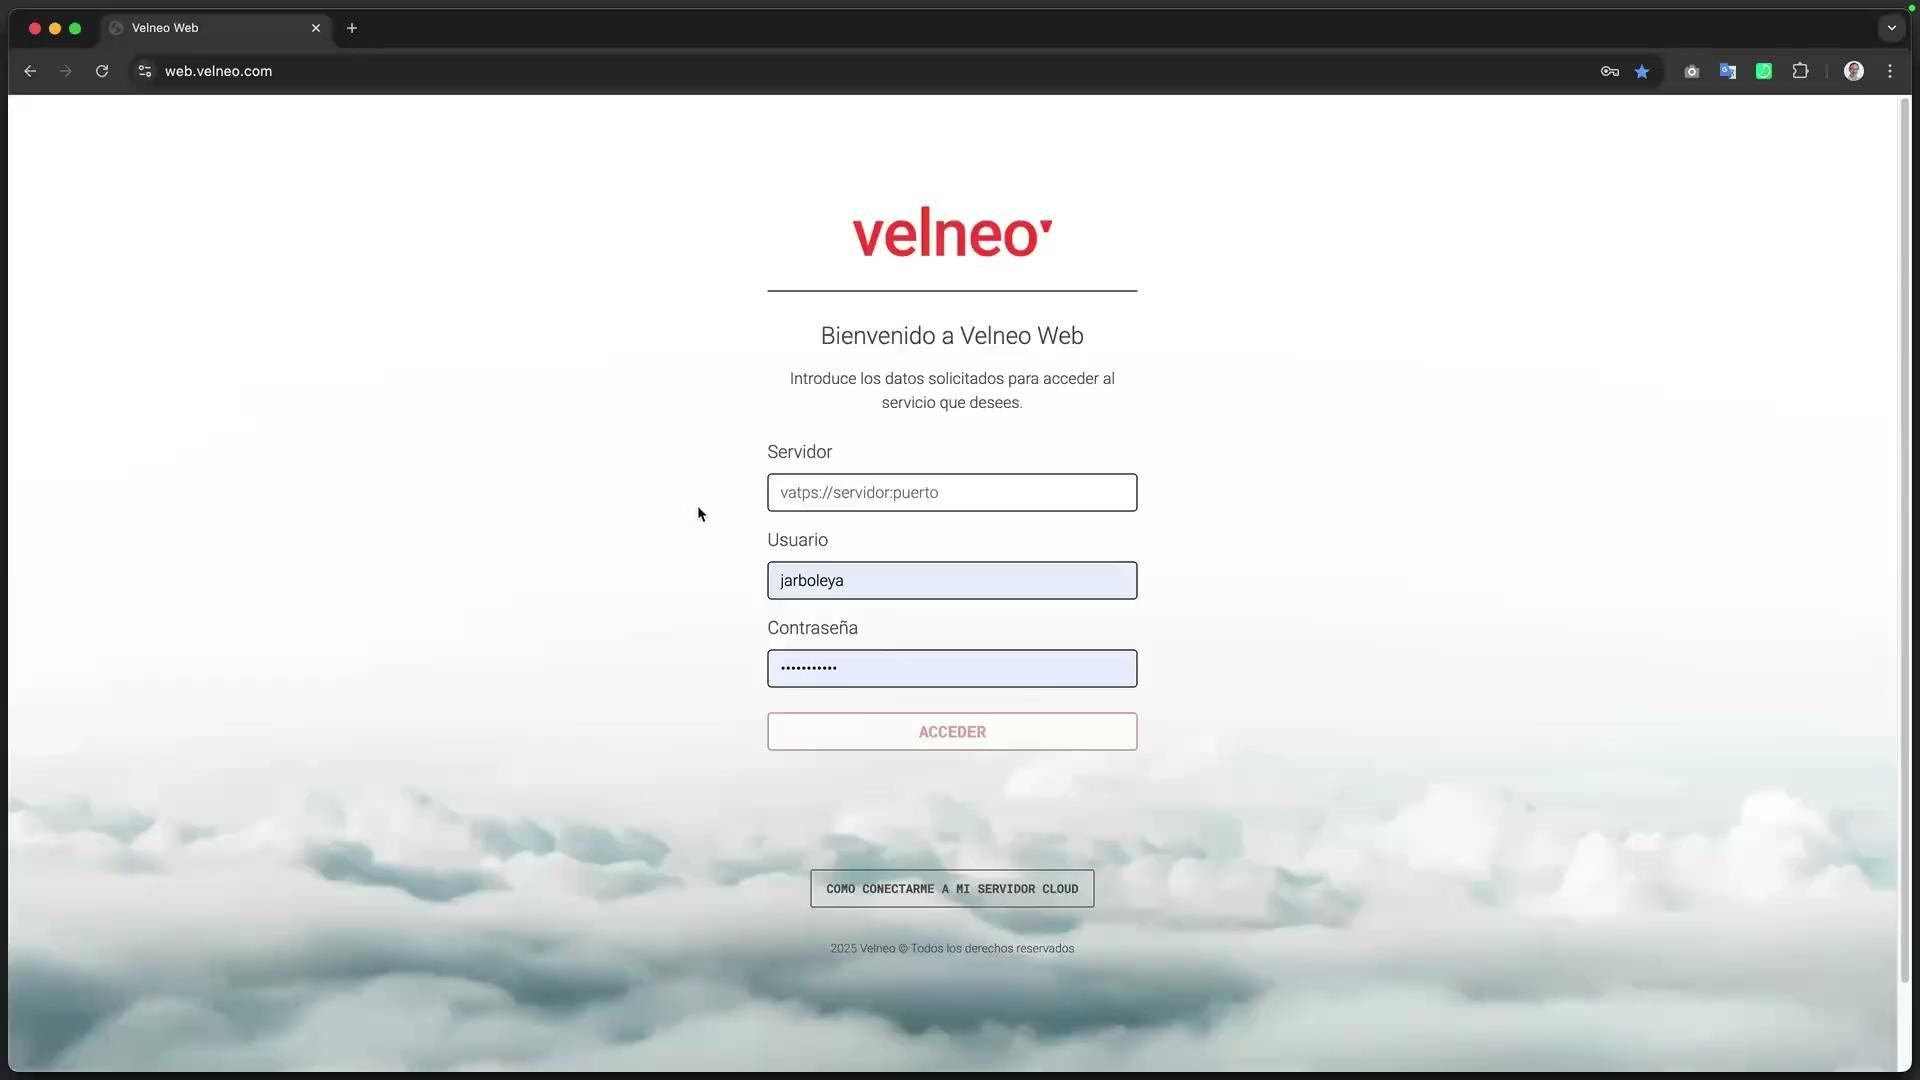 Velneo Web
web.velneo.com
velneo
Bienvenido a Velneo Web
Introduce los datos solicitados para acceder al
servicio que desees.
Servidor
vatps://servidor:puerto
Usuario
jarboleya
Contraseña
•••••••••••
ACCEDER
COMO CONECTARME A MI SERVIDOR CLOUD
2025 Velneo © Todos los derechos reservados